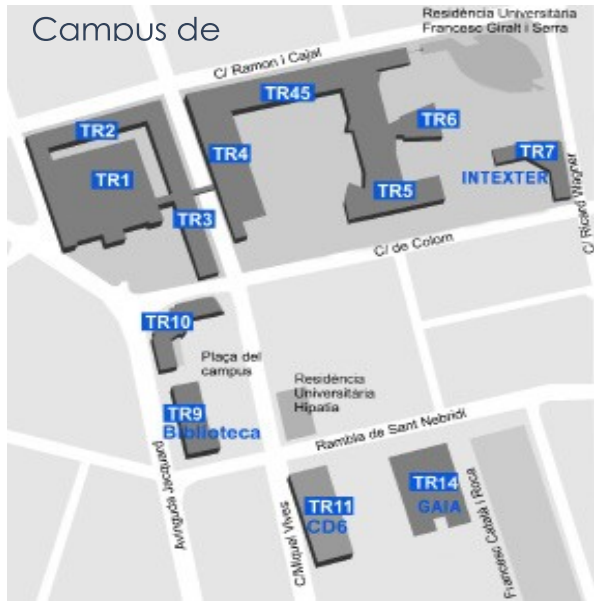 Campus de
Residència Universitària
Francesc Giralt i Serra
C/ Ramon i Cajal
TR45
TR2
TR6
TR4
TR7
TR1
INTEXTER
TR5
TR3
C/ Ricard Wagner
C/ de Colom
TR10
Plaça del
campus
Residència
Universitària
Hipatia
TR9
Biblioteca
Rambla de Sant Nebridi
Avinguda Jacquard
TR14
GAIA
TR11
CD6
C/Miquel Vives
Francesc Català i Roca